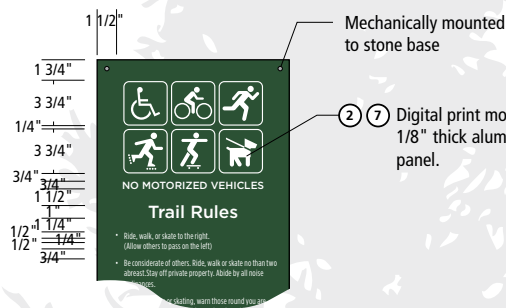 1 1/2"
Mechanically mounted
to stone base
1 3/4"
3 3/4"
1/4"
3 3/4"
3/4"
3/4"
1 1/2"
1"
1 1/4"
1/2"
1/4"
1/2"
3/4"
2 7 Digital print mo
1/8" thick alum
panel.
NO MOTORIZED VEHICLES
Trail Rules
• Ride, walk, or skate to the right.
(Allow others to pass on the left)
• Be considerate of others. Ride, walk or skate no than two
abreast.Stay off private property. Abide by all noise
or skating, warn those round you are